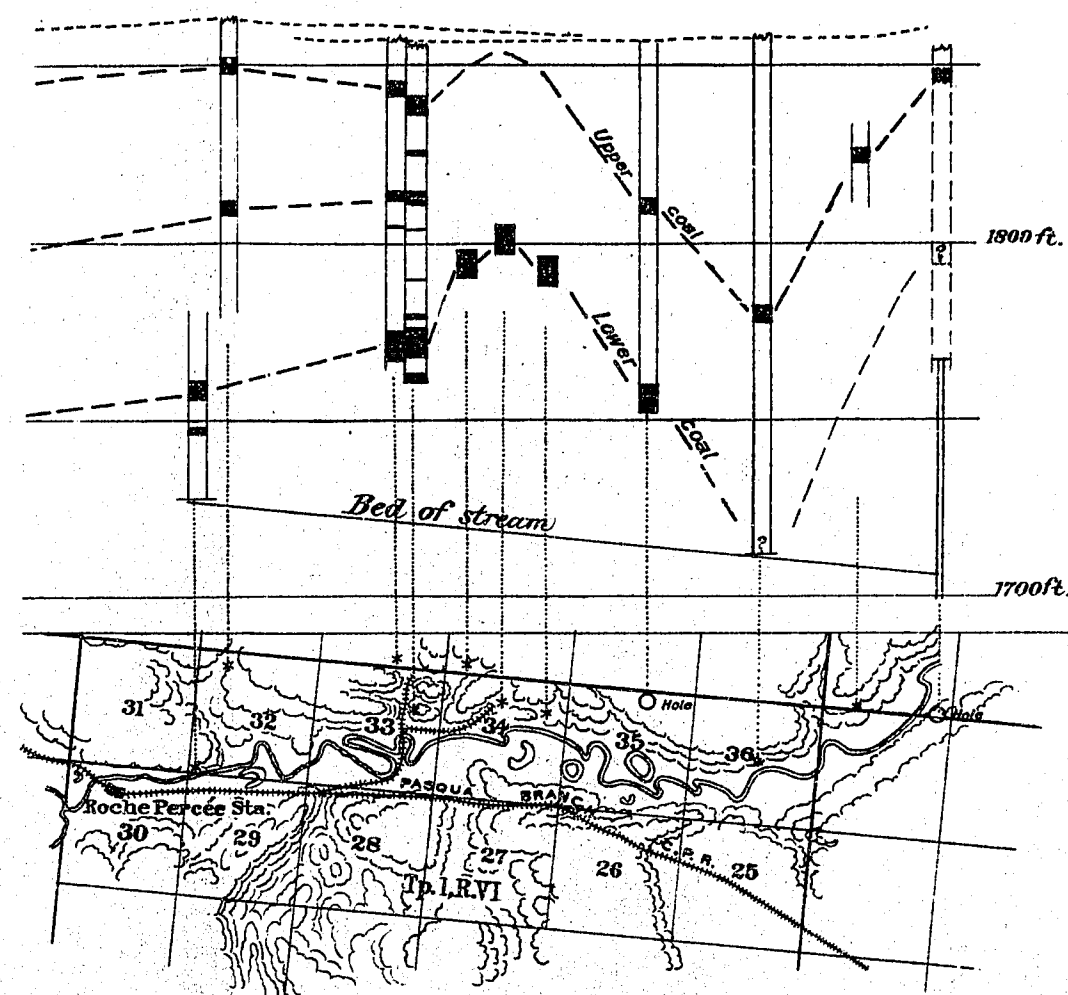 Upper
coal
1800 ft.
?
Lower
coal
Bed of stream
?
1700 ft.
31
32
33
34
35
36
Hole
Hole
PASQUA BRANC
Roche Percée Sta.
30
29
28
27
26
25
C. P. R.
Tp. 1, R. VI